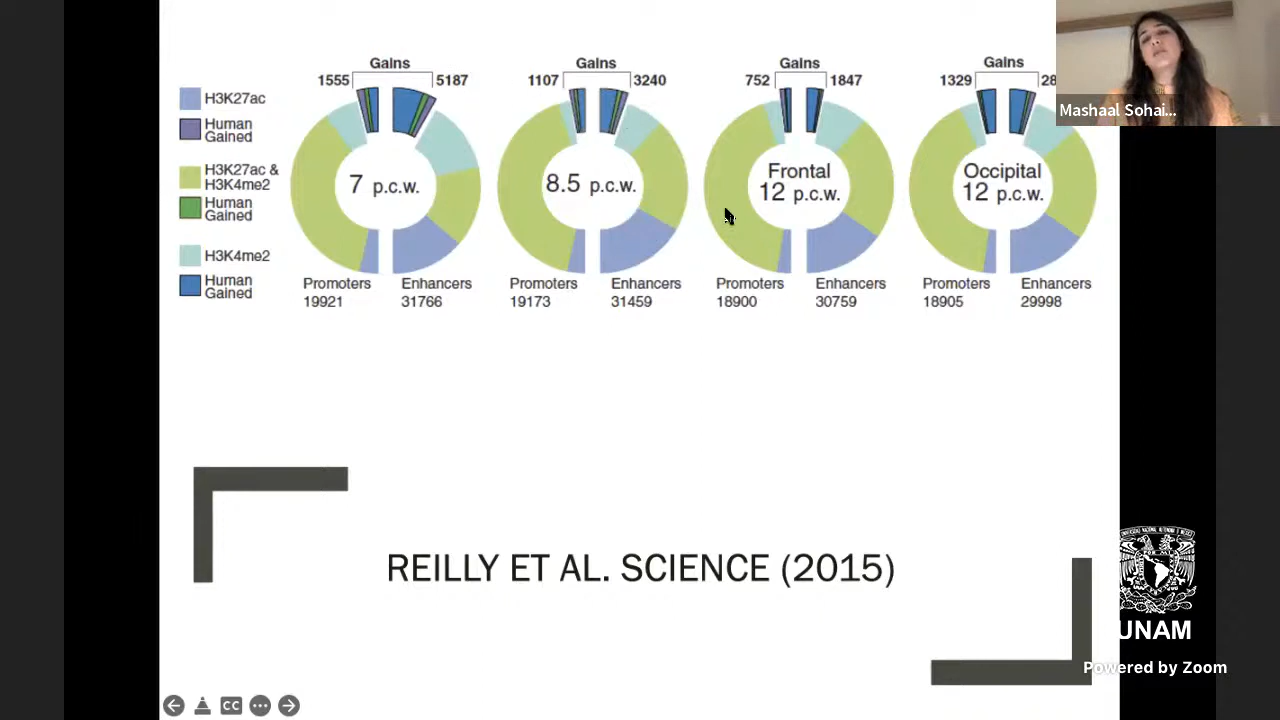 Gains
1555 5187
Gains
1107 3240
Gains
752 1847
Gains
1329 28
H3K27ac
Human
Gained
H3K27ac &
H3K4me2
Human
Gained
H3K4me2
Human
Gained
7 p.c.w.
8.5 p.c.w.
Frontal
12 p.c.w.
Occipital
12 p.c.w.
Promoters
19921
Enhancers
31766
Promoters
19173
Enhancers
31459
Promoters
18900
Enhancers
30759
Promoters
18905
Enhancers
29998
Mashaal Sohai...
REILLY ET AL. SCIENCE (2015)
UNAM
Powered by Zoom
CC